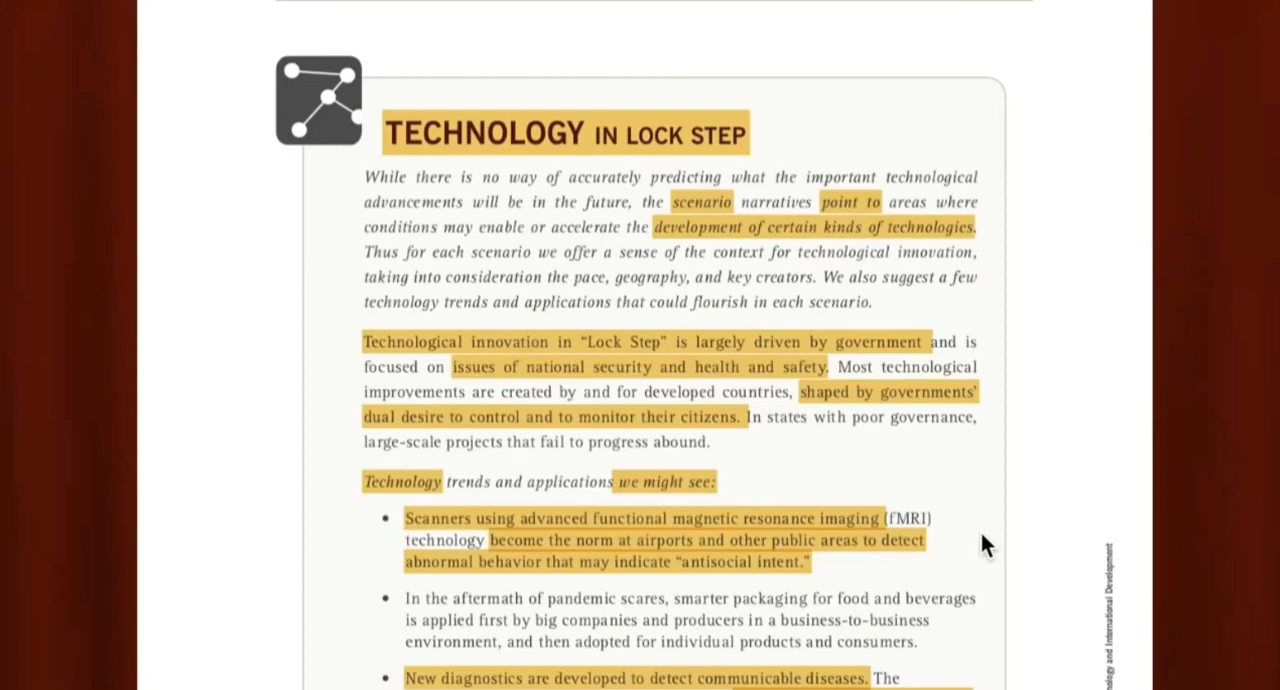 TECHNOLOGY IN LOCK STEP
While there is no way of accurately predicting what the important technological
advancements will be in the future, the scenario narratives point to areas where
conditions may enable or accelerate the development of certain kinds of technologies.
Thus for each scenario we offer a sense of the context for technological innovation,
taking into consideration the pace, geography, and key creators. We also suggest a few
technology trends and applications that could flourish in each scenario.
Technological innovation in “Lock Step” is largely driven by government and is
focused on issues of national security and health and safety. Most technological
improvements are created by and for developed countries, shaped by governments’
dual desire to control and to monitor their citizens. In states with poor governance,
large-scale projects that fail to progress abound.
Technology trends and applications we might see:
• Scanners using advanced functional magnetic resonance imaging (fMRI)
technology become the norm at airports and other public areas to detect
abnormal behavior that may indicate “antisocial intent.”
• In the aftermath of pandemic scares, smarter packaging for food and beverages
is applied first by big companies and producers in a business-to-business
environment, and then adopted for individual products and consumers.
• New diagnostics are developed to detect communicable diseases. The
nology and International Development